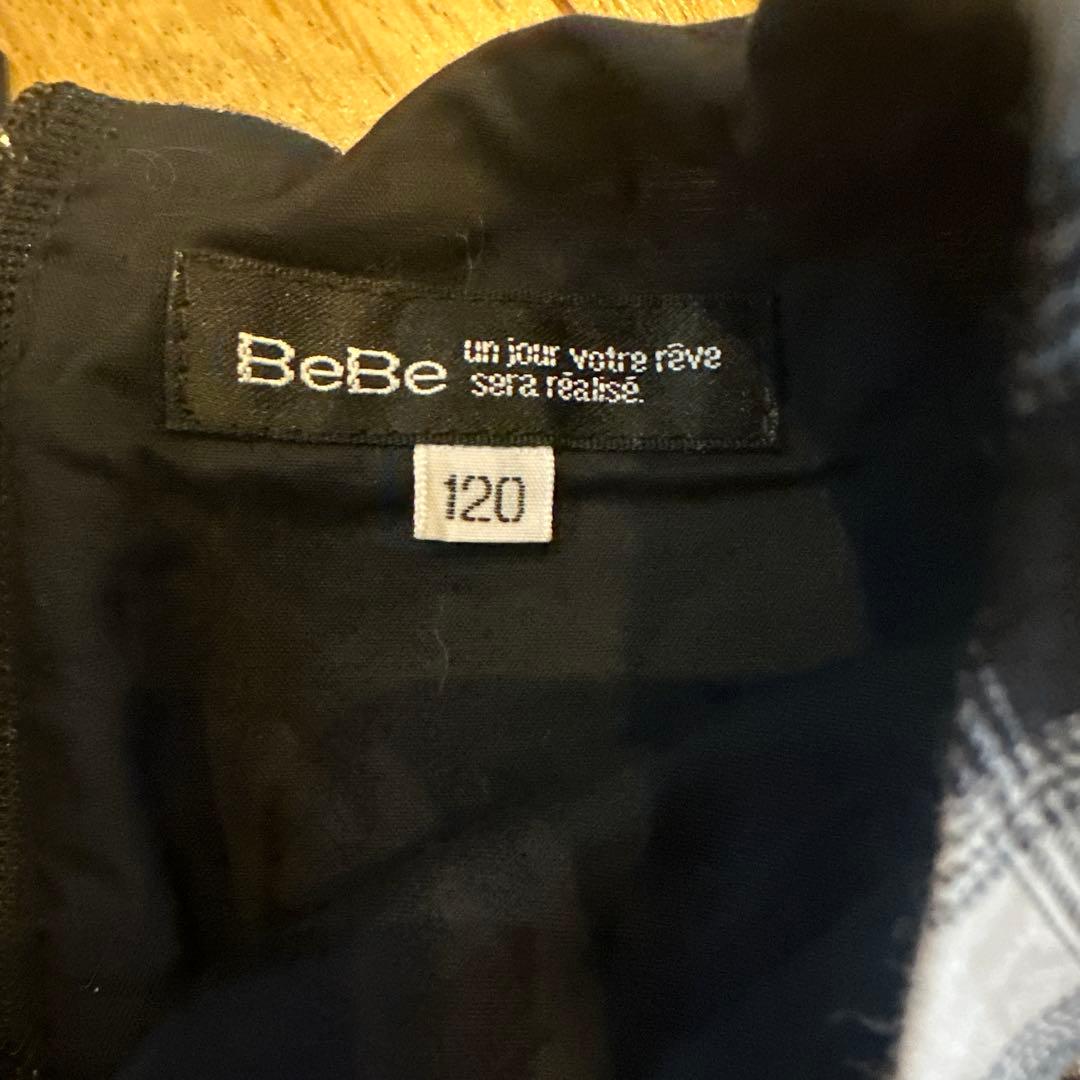 BeBe
un jour votre rêve
sera réalisé.
120